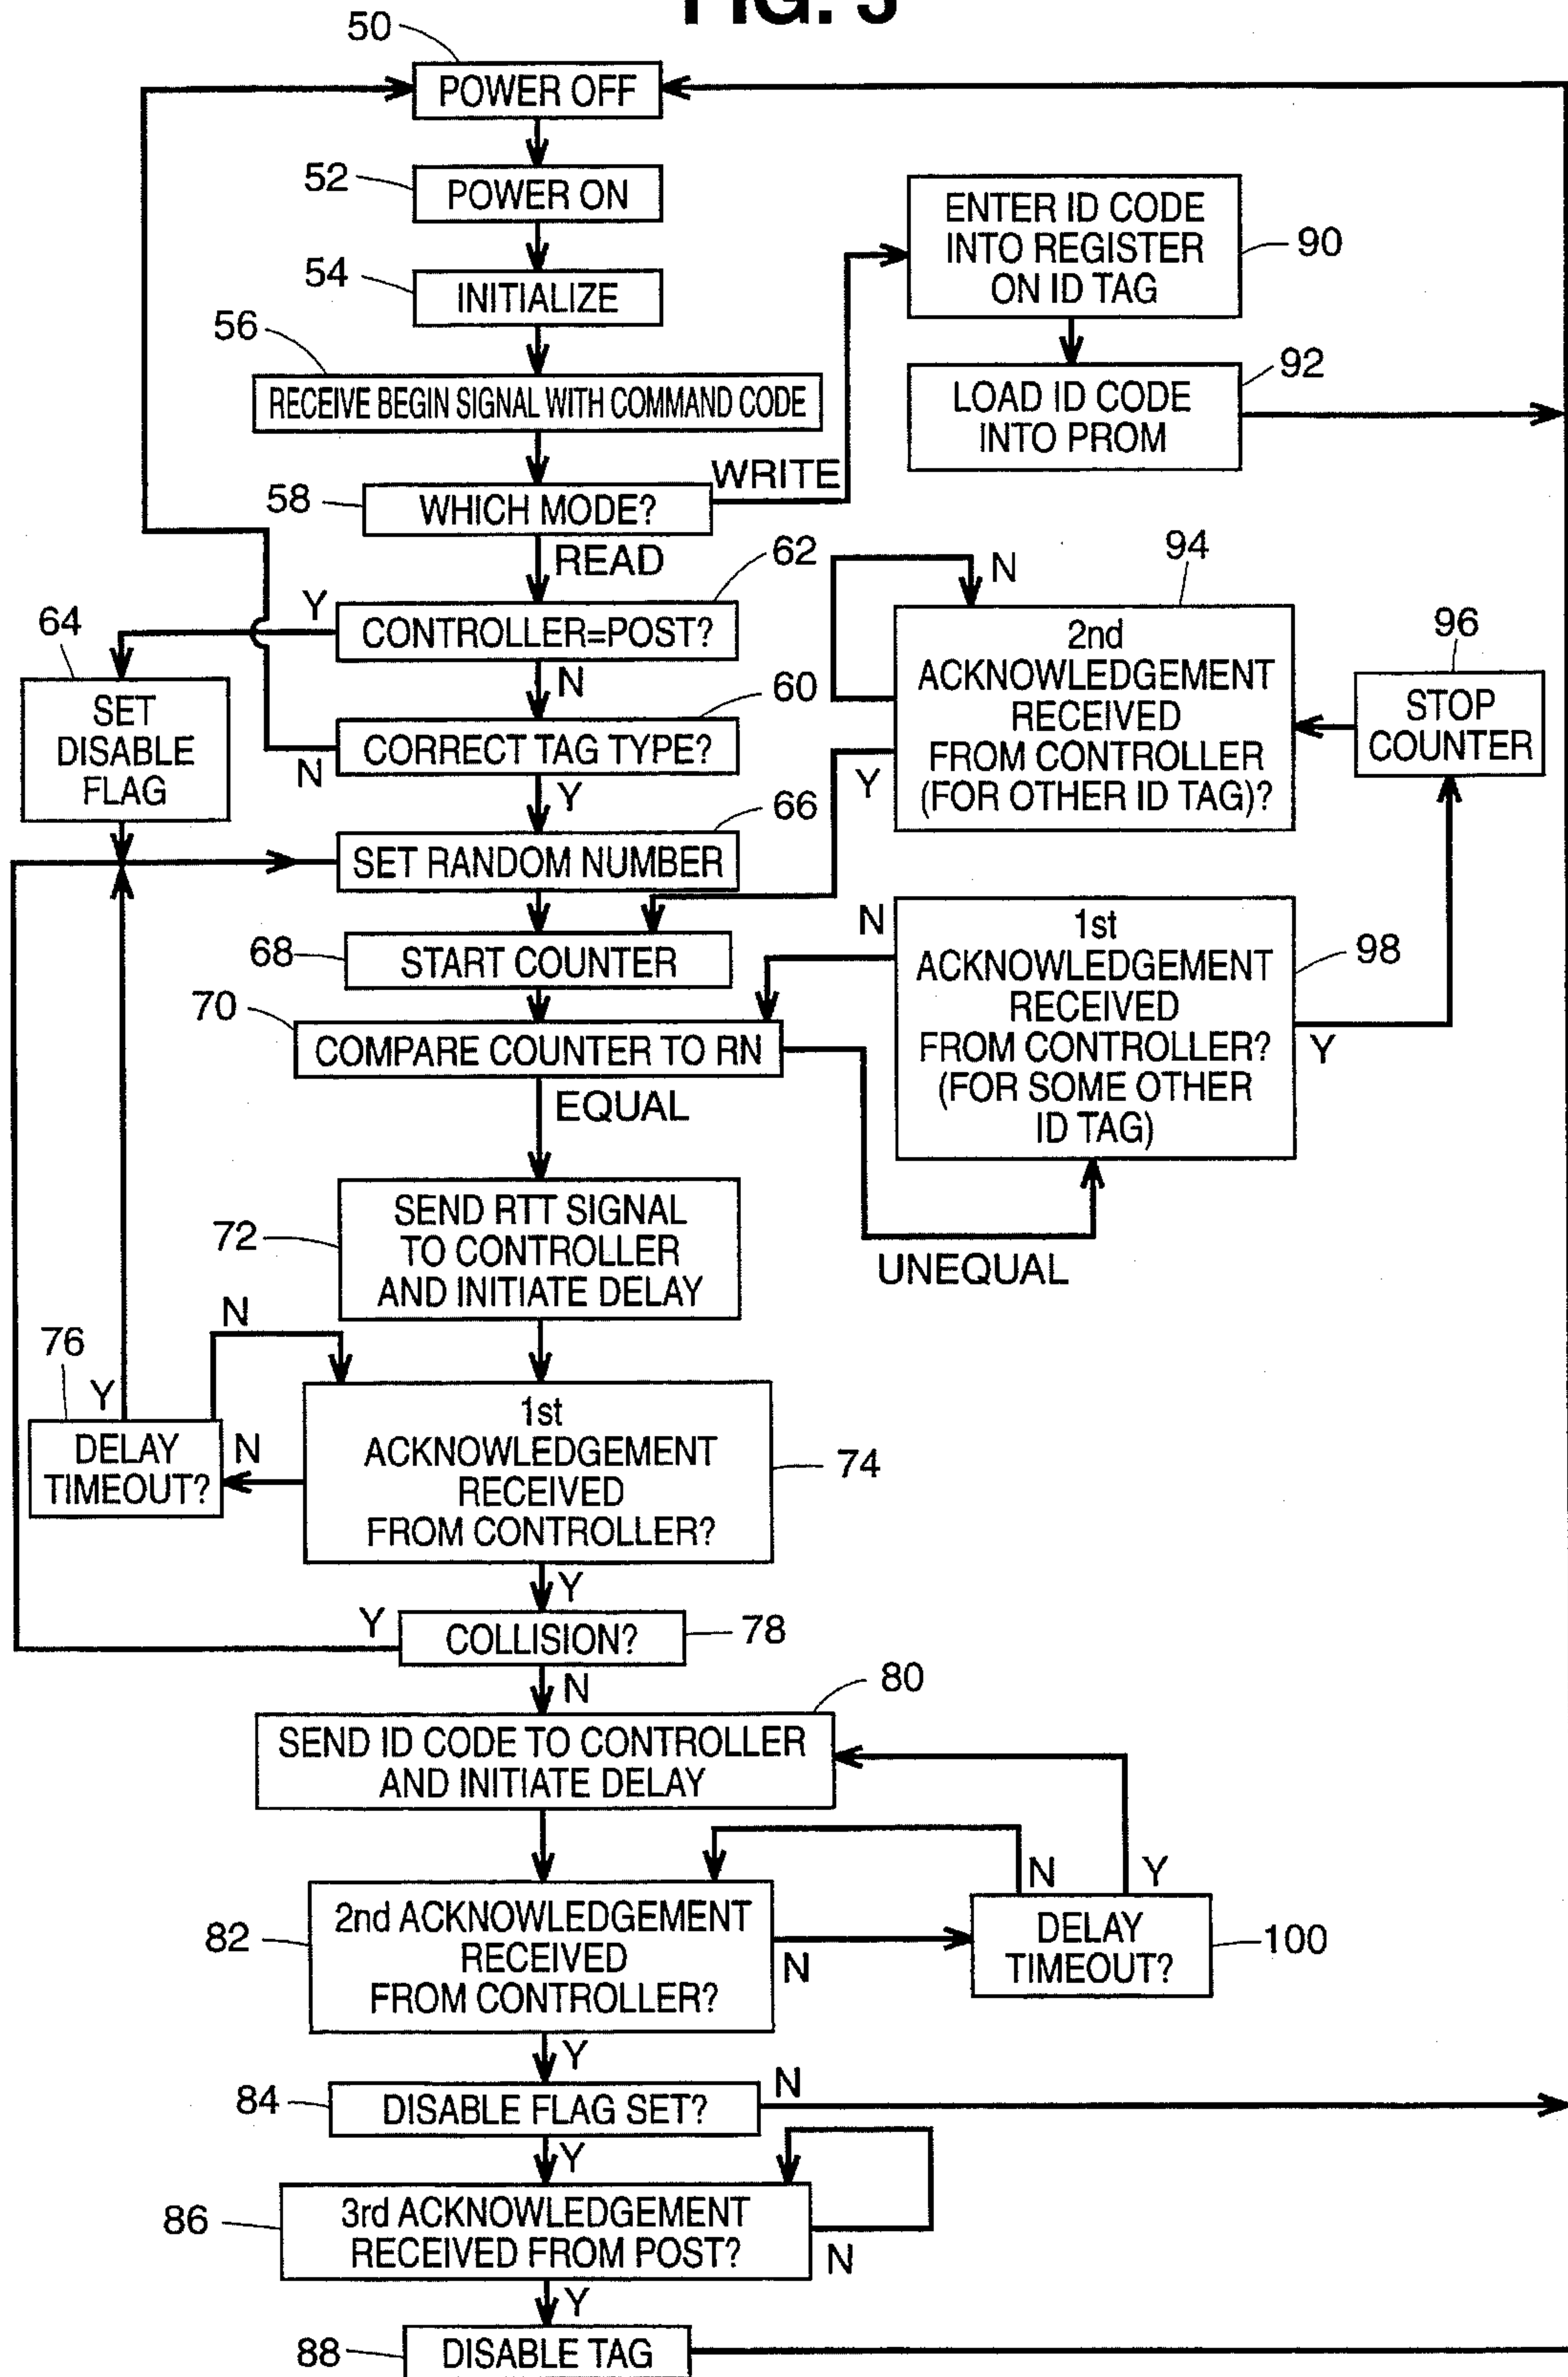 FIG. 5
50
POWER OFF
52
POWER ON
54
INITIALIZE
56
RECEIVE BEGIN SIGNAL WITH COMMAND CODE
58
WHICH MODE?
WRITE
READ
ENTER ID CODE
INTO REGISTER
ON ID TAG
90
LOAD ID CODE
INTO PROM
92
62
CONTROLLER=POST?
Y
N
64
SET
DISABLE
FLAG
60
CORRECT TAG TYPE?
N
Y
66
SET RANDOM NUMBER
68
START COUNTER
70
COMPARE COUNTER TO RN
EQUAL
UNEQUAL
94
N
2nd
ACKNOWLEDGEMENT
RECEIVED
FROM CONTROLLER
(FOR OTHER ID TAG)?
Y
96
STOP
COUNTER
N
1st
ACKNOWLEDGEMENT
RECEIVED
FROM CONTROLLER?
(FOR SOME OTHER
ID TAG)
98
Y
72
SEND RTT SIGNAL
TO CONTROLLER
AND INITIATE DELAY
N
76
Y
DELAY
TIMEOUT?
N
1st
ACKNOWLEDGEMENT
RECEIVED
FROM CONTROLLER?
74
Y
Y
COLLISION?
78
N
80
SEND ID CODE TO CONTROLLER
AND INITIATE DELAY
82
2nd ACKNOWLEDGEMENT
RECEIVED
FROM CONTROLLER?
N
N
Y
DELAY
TIMEOUT?
100
Y
84
DISABLE FLAG SET?
N
Y
86
3rd ACKNOWLEDGEMENT
RECEIVED FROM POST?
N
Y
88
DISABLE TAG